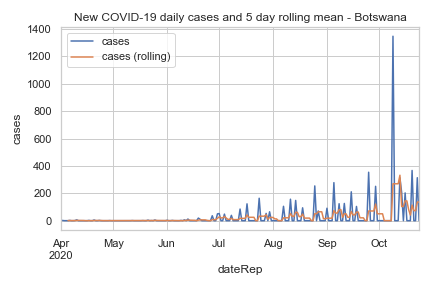 New COVID-19 daily cases and 5 day rolling mean - Botswana
cases
cases (rolling)
1400
1200
1000
800
600
400
200
0
cases
Apr May Jun Jul Aug Sep Oct
2020
dateRep